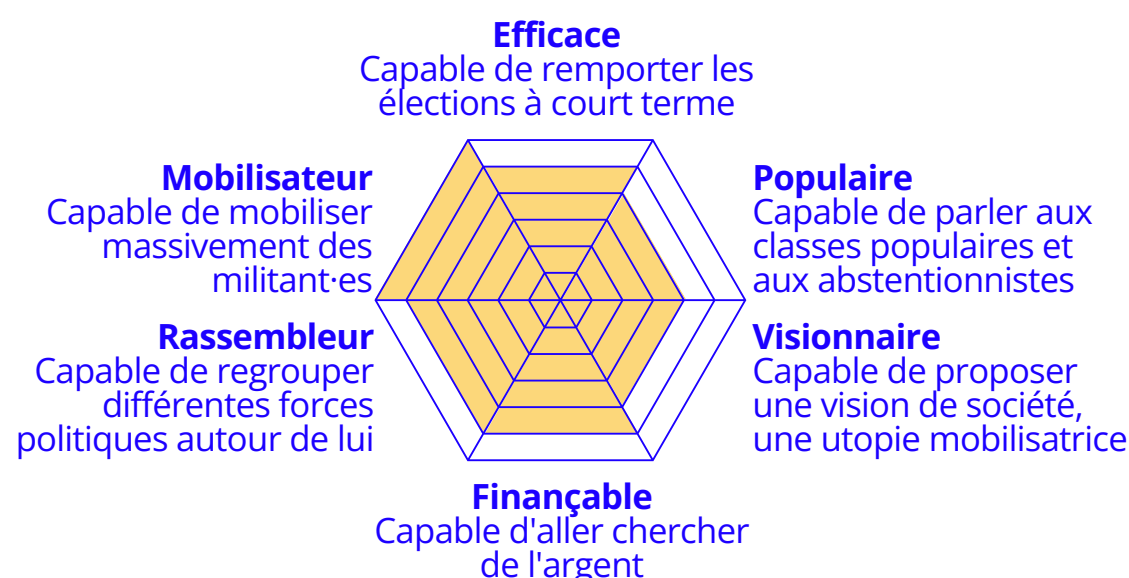 Efficace
Capable de remporter les
élections à court terme
Mobilisateur
Capable de mobiliser
massivement des
militant·es
Populaire
Capable de parler aux
classes populaires et
aux abstentionnistes
Rassembleur
Capable de regrouper
différentes forces
politiques autour de lui
Visionnaire
Capable de proposer
une vision de société,
une utopie mobilisatrice
Finançable
Capable d'aller chercher
de l'argent